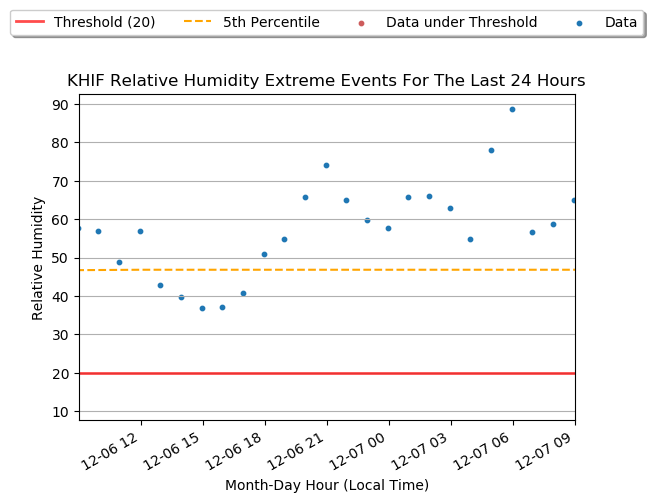 Threshold (20) 5th Percentile Data under Threshold Data
KHIF Relative Humidity Extreme Events For The Last 24 Hours
90
80
70
60
50
40
30
20
10
Relative Humidity
12-06 12 12-06 15 12-06 18 12-06 21 12-07 00 12-07 03 12-07 06 12-07 09
Month-Day Hour (Local Time)